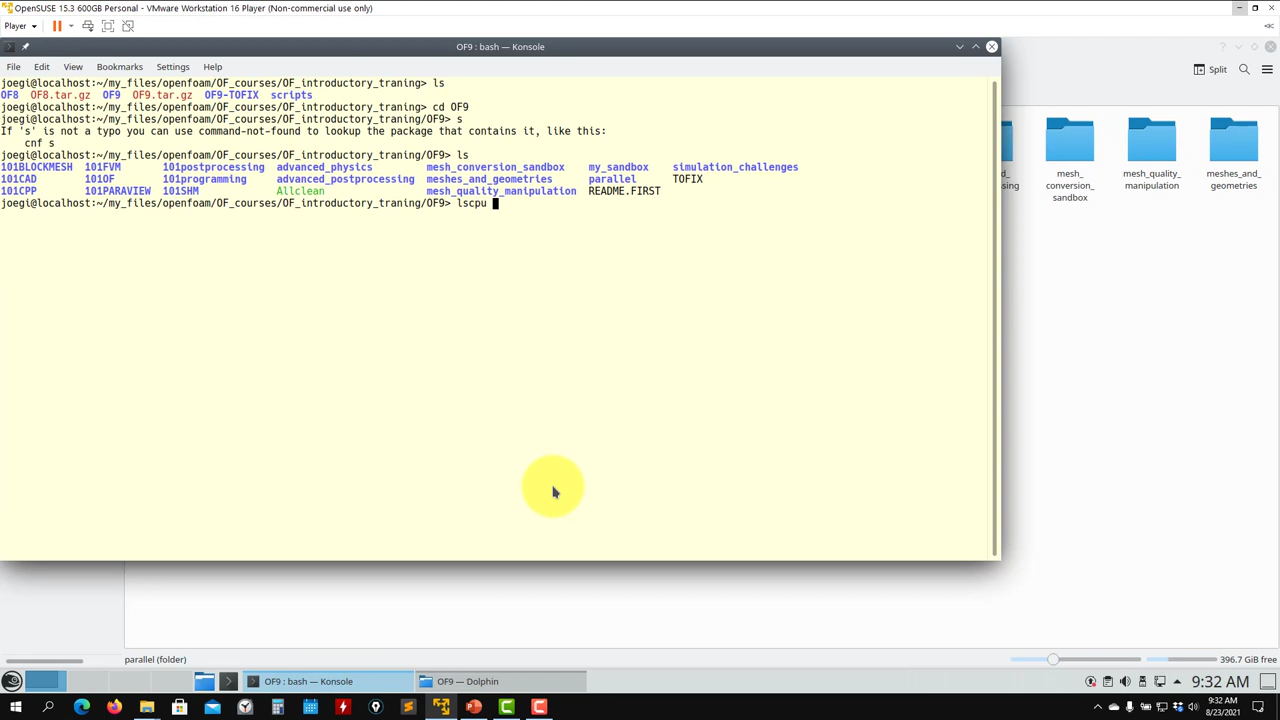 OpenSUSE 15.3 600GB Personal - VMware Workstation 16 Player (Non-commercial use only)
Player
OF9 : bash — Konsole
File Edit View Bookmarks Settings Help
Split
joegi@localhost:~/my_files/openfoam/OF_courses/OF_introductory_traning> ls
OF8 OF8.tar.gz OF9 OF9.tar.gz OF9-TOFIX scripts
joegi@localhost:~/my_files/openfoam/OF_courses/OF_introductory_traning> cd OF9
joegi@localhost:~/my_files/openfoam/OF_courses/OF_introductory_traning/OF9> s
If 's' is not a typo you can use command-not-found to lookup the package that contains it, like this:
cnf s
joegi@localhost:~/my_files/openfoam/OF_courses/OF_introductory_traning/OF9> ls
101BLOCKMESH 101FVM 101postprocessing advanced_physics mesh_conversion_sandbox my_sandbox simulation_challenges
101CAD 101OF 101programming advanced_postprocessing meshes_and_geometries parallel TOFIX
101CPP 101PARAVIEW 101SHM Allclean mesh_quality_manipulation README.FIRST
joegi@localhost:~/my_files/openfoam/OF_courses/OF_introductory_traning/OF9> lscpu
mesh_conversion_sandbox
mesh_quality_manipulation
meshes_and_geometries
parallel (folder)
396.7 GiB free
OF9 : bash — Konsole
OF9 — Dolphin
9:32 AM
9:32 AM
8/23/2021